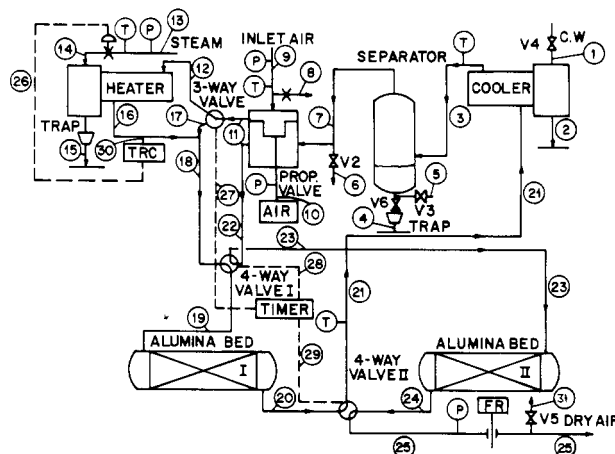 13
14
T
P
STEAM
INLET AIR
P
9
SEPARATOR
V4
C.W
1
26
HEATER
12
3-WAY
VALVE
T
8
T
COOLER
16
17
11
7
3
2
TRAP
15
30
TRC
18
P
PROP.
VALVE
V2
6
5
V6
V3
27
AIR
10
4
TRAP
21
22
23
28
4-WAY
VALVE I
21
23
19
TIMER
T
ALUMINA BED
29
4-WAY
VALVE II
ALUMINA BED
I
II
20
24
P
FR
31
V5
DRY AIR
25
25